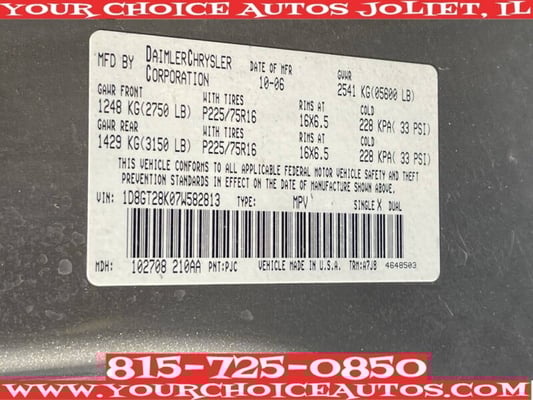 YOUR CHOICE AUTOS JOLIET, IL
MFD BY DAIMLERCHRYSLER CORPORATION DATE OF MFR 10-06 GVWR 2541 KG(05600 LB)
GAWR FRONT WITH TIRES RIMS AT COLD
1248 KG(2750 LB) P225/75R16 16X6.5 228 KPA( 33 PSI)
GAWR REAR WITH TIRES RIMS AT COLD
1429 KG(3150 LB) P225/75R16 16X6.5 228 KPA( 33 PSI)
THIS VEHICLE CONFORMS TO ALL APPLICABLE FEDERAL MOTOR VEHICLE SAFETY AND THEFT
PREVENTION STANDARDS IN EFFECT ON THE DATE OF MANUFACTURE SHOWN ABOVE.
VIN: 1D8GT28K07W582813 TYPE: MPV SINGLE X DUAL
MDH: 102708 210AA PNT:PJC VEHICLE MADE IN U.S.A. TRM:A7J8 4648503
815-725-0850
WWW.YOURCHOICEAUTOS.COM